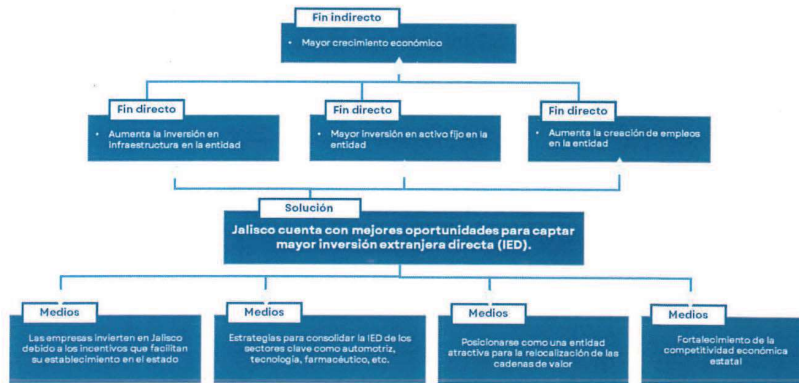 Fin indirecto
• Mayor crecimiento económico
Fin directo
• Aumenta la inversión en
infraestructura en la entidad
Fin directo
• Mayor inversión en activo fijo en la
entidad
Fin directo
• Aumenta la creación de empleos
en la entidad
Solución
Jalisco cuenta con mejores oportunidades para captar
mayor inversión extranjera directa (IED).
Medios
Las empresas invierten en Jalisco
debido a los incentivos que facilitan
su establecimiento en el estado
Medios
Estrategias para consolidar la IED de los
sectores clave como automotriz,
tecnología, farmacéutico, etc.
Medios
Posicionarse como una entidad
atractiva para la relocalización de las
cadenas de valor
Medios
Fortalecimiento de la
competitividad económica
estatal